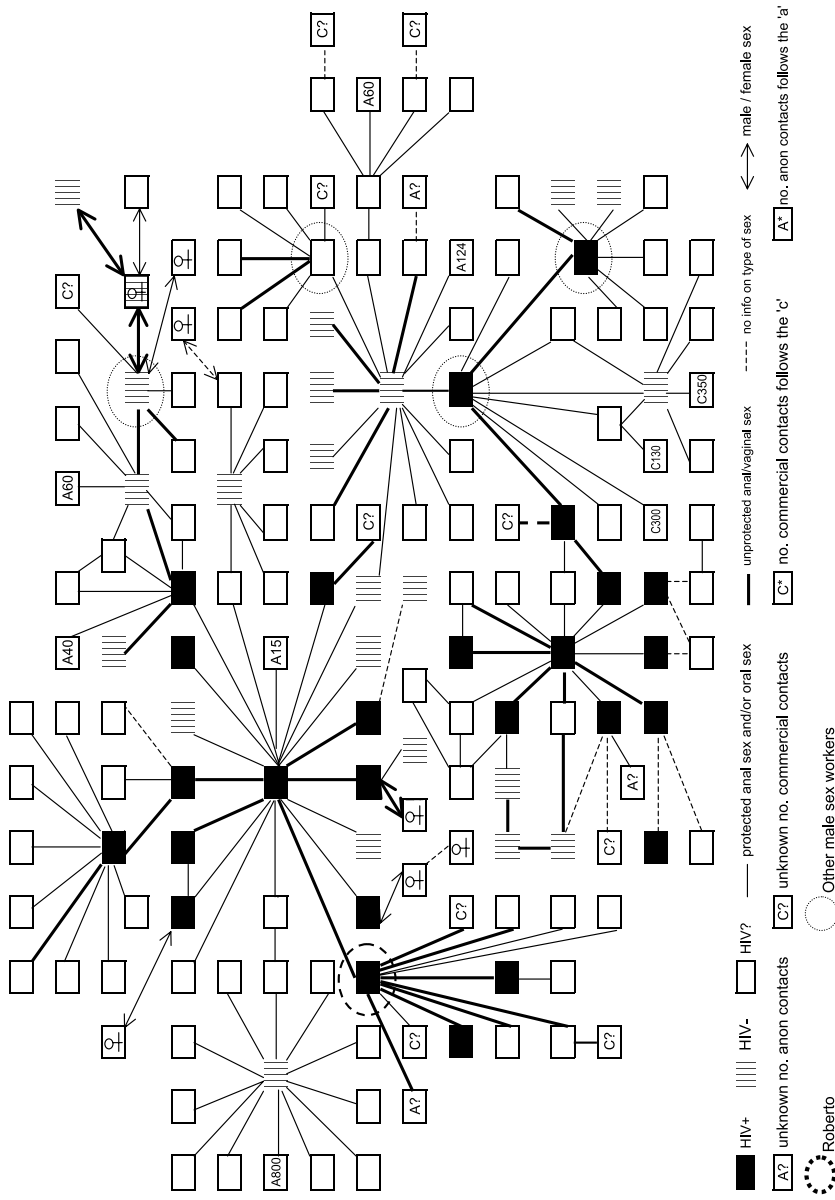 A40
A60
C?
A800
A15
C?
C?
C?
A60
A?
C?
A?
C?
C?
A124
C?
C?
C?
A?
C300
C130
C350
HIV+ HIV- HIV? protected anal sex and/or oral sex unprotected anal/vaginal sex no info on type of sex male / female sex
A? unknown no. anon contacts C? unknown no. commercial contacts C* no. commercial contacts follows the 'c' A* no. anon contacts follows the 'a'
Roberto Other male sex workers